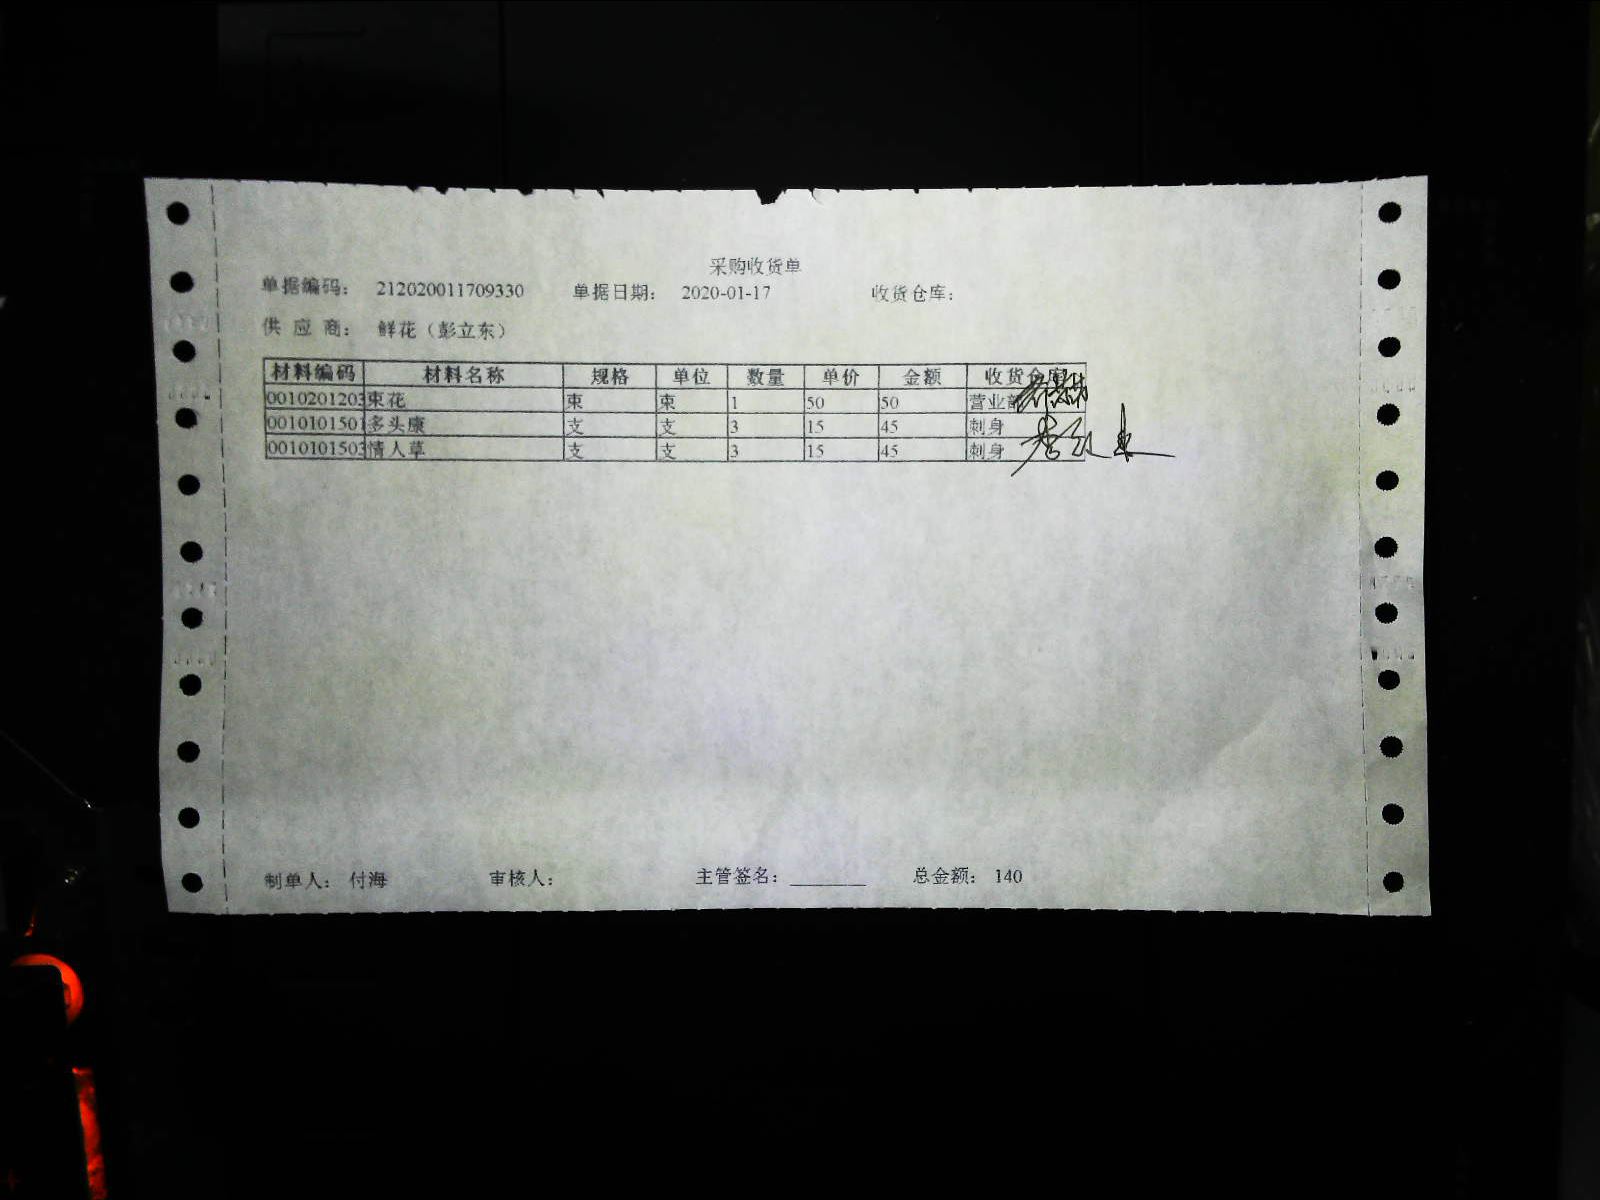 采购收货单
单据编码： 212020011709330 单据日期： 2020-01-17 收货仓库：
供 应 商： 鲜花（彭立东）
材料编码 材料名称 规格 单位 数量 单价 金额 收货仓库
0010201203 束花 束 束 1 50 50 营业部
0010101501 多头康 支 支 3 15 45 刺身
0010101503 情人草 支 支 3 15 45 刺身
制单人： 付海 审核人： 主管签名： 总金额： 140